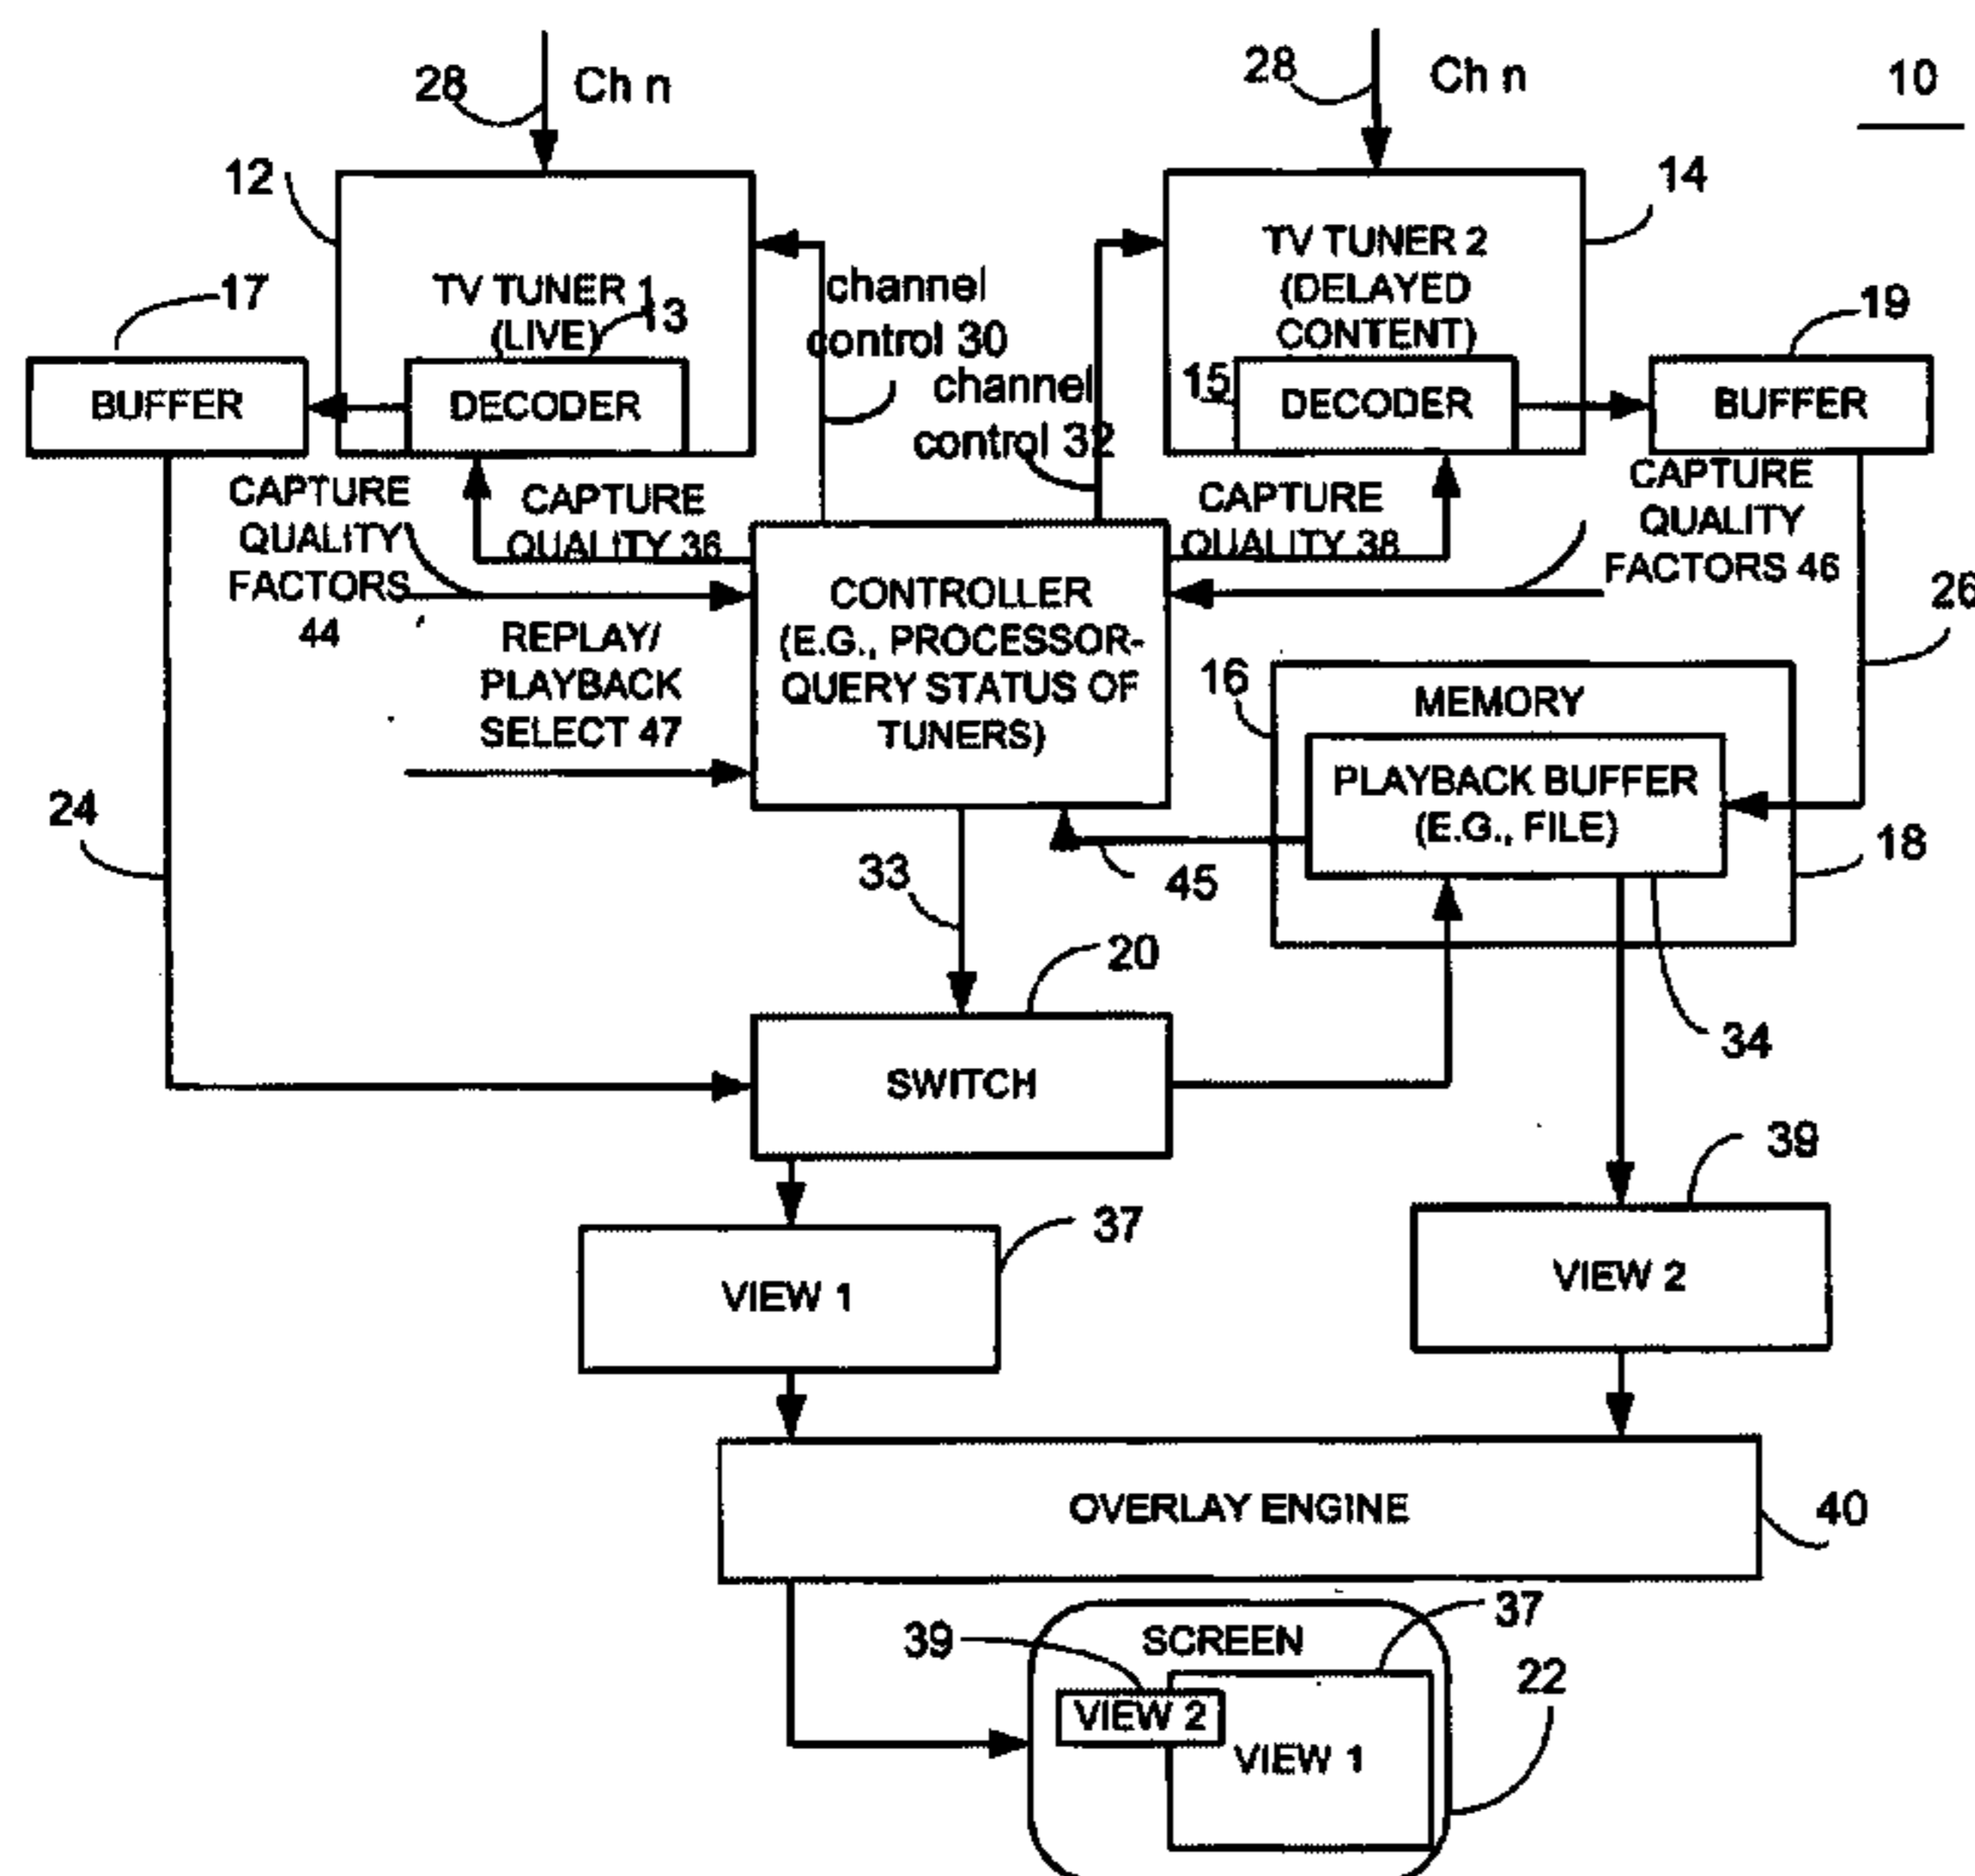 28
Ch n
28
Ch n
10
12
14
TV TUNER 1
(LIVE)
13
TV TUNER 2
(DELAYED
CONTENT)
17
19
channel
control 30
channel
control 32
BUFFER
DECODER
15
DECODER
BUFFER
CAPTURE
QUALITY
FACTORS
44
CAPTURE
QUALITY 36
CAPTURE
QUALITY 38
CAPTURE
QUALITY
FACTORS 46
26
REPLAY/
PLAYBACK
SELECT 47
CONTROLLER
(E.G., PROCESSOR-
QUERY STATUS OF
TUNERS)
16
MEMORY
PLAYBACK BUFFER
(E.G., FILE)
24
18
33
45
20
34
SWITCH
39
37
VIEW 1
VIEW 2
OVERLAY ENGINE
40
37
39
SCREEN
22
VIEW 2
VIEW 1